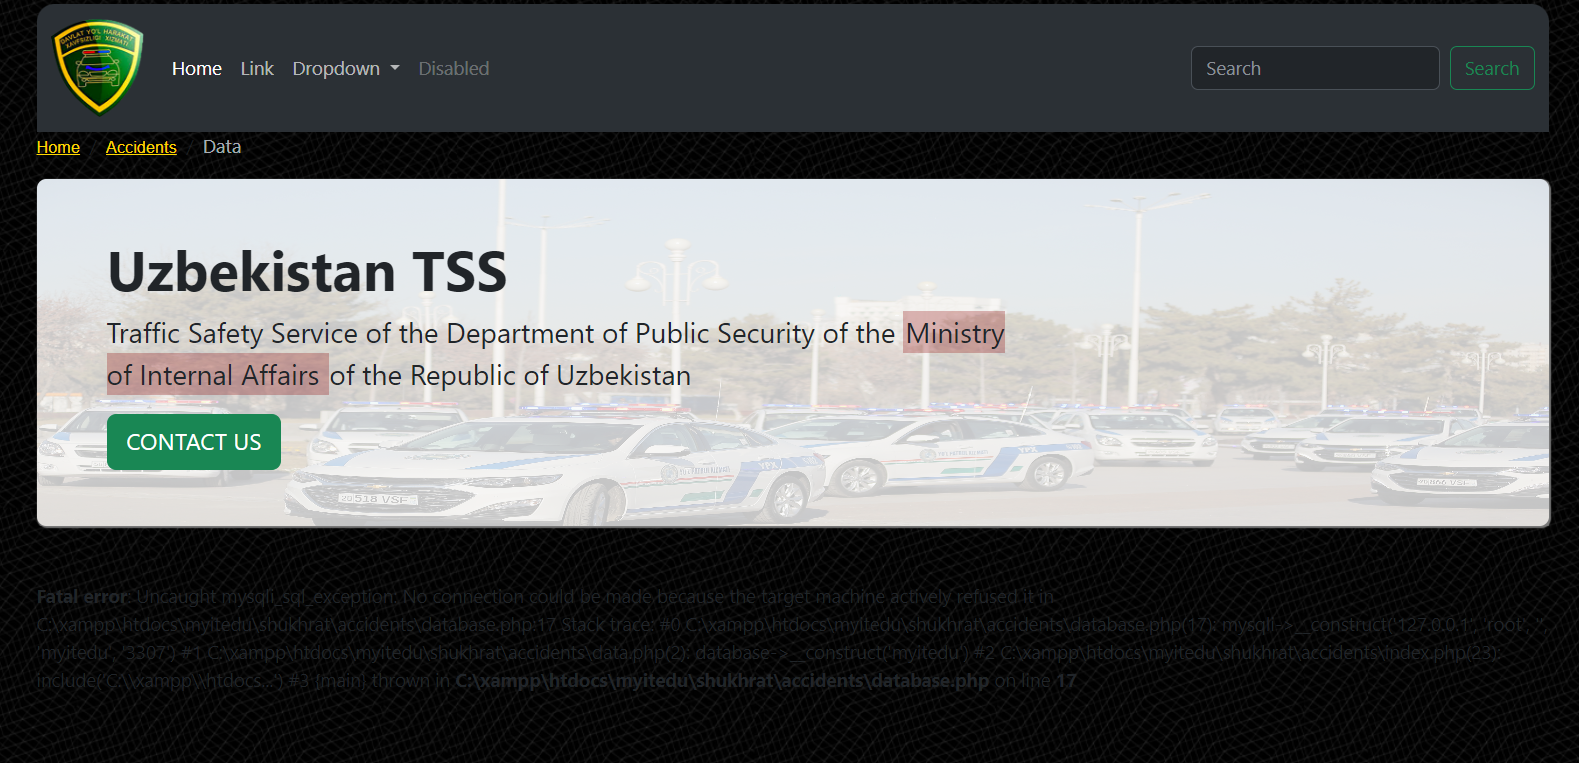 DAVLAT YO'L HARAKAT
XAVFSIZLIGI XIZMATI
Home Link Dropdown Disabled Search Search
Home Accidents Data
Uzbekistan TSS
Traffic Safety Service of the Department of Public Security of the Ministry
of Internal Affairs of the Republic of Uzbekistan
CONTACT US
YPX
518 VSF
YPX
VSF
Fatal error: Uncaught mysqli_sql_exception: No connection could be made because the target machine actively refused it in
C:\xampp\htdocs\myitedu\shukhrat\accidents\database.php:17 Stack trace: #0 C:\xampp\htdocs\myitedu\shukhrat\accidents\database.php(17): mysqli->__construct('127.0.0.1', 'root', '',
'myitedu', '3307') #1 C:\xampp\htdocs\myitedu\shukhrat\accidents\data.php(2): database->__construct('myitedu') #2 C:\xampp\htdocs\myitedu\shukhrat\accidents\index.php(23):
include('C:\\xampp\\htdocs...') #3 {main} thrown in C:\xampp\htdocs\myitedu\shukhrat\accidents\database.php on line 17